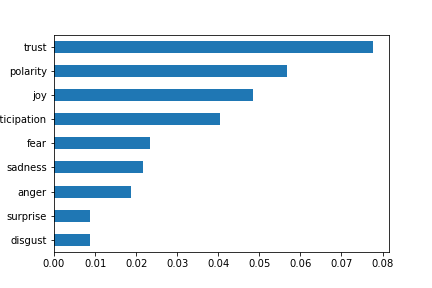 trust
polarity
joy
ticipation
fear
sadness
anger
surprise
disgust
0.00 0.01 0.02 0.03 0.04 0.05 0.06 0.07 0.08